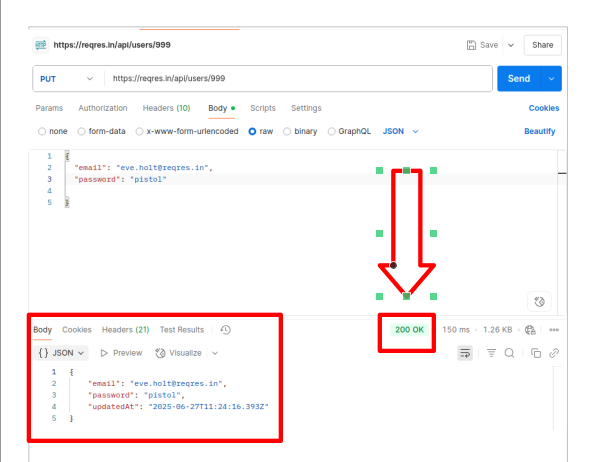 https://reqres.in/api/users/999 Save Share
PUT https://reqres.in/api/users/999 Send
Params Authorization Headers (10) Body Scripts Settings Cookies
none form-data x-www-form-urlencoded raw binary GraphQL JSON Beautify
1 {
2 "email": "eve.holt@reqres.in",
3 "password": "pistol"
4
5 }
Body Cookies Headers (21) Test Results 200 OK 150 ms 1.26 KB
{} JSON Preview Visualize
1 {
2 "email": "eve.holt@reqres.in",
3 "password": "pistol",
4 "updatedAt": "2025-06-27T11:24:16.393Z"
5 }